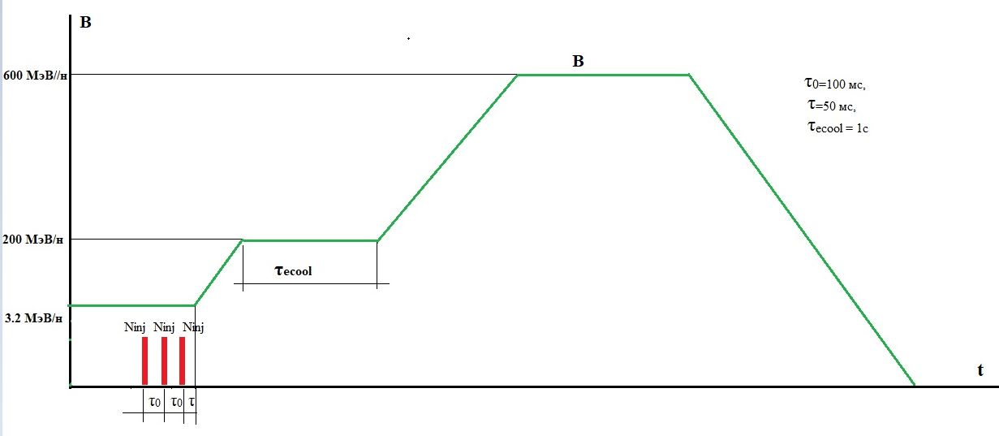 B
B
600 МэВ//н
τ0=100 мс,
τ=50 мс,
τecool = 1с
200 МэВ/н
τecool
3.2 МэВ/н
Ninj Ninj Ninj
t
τ0 τ0 τ